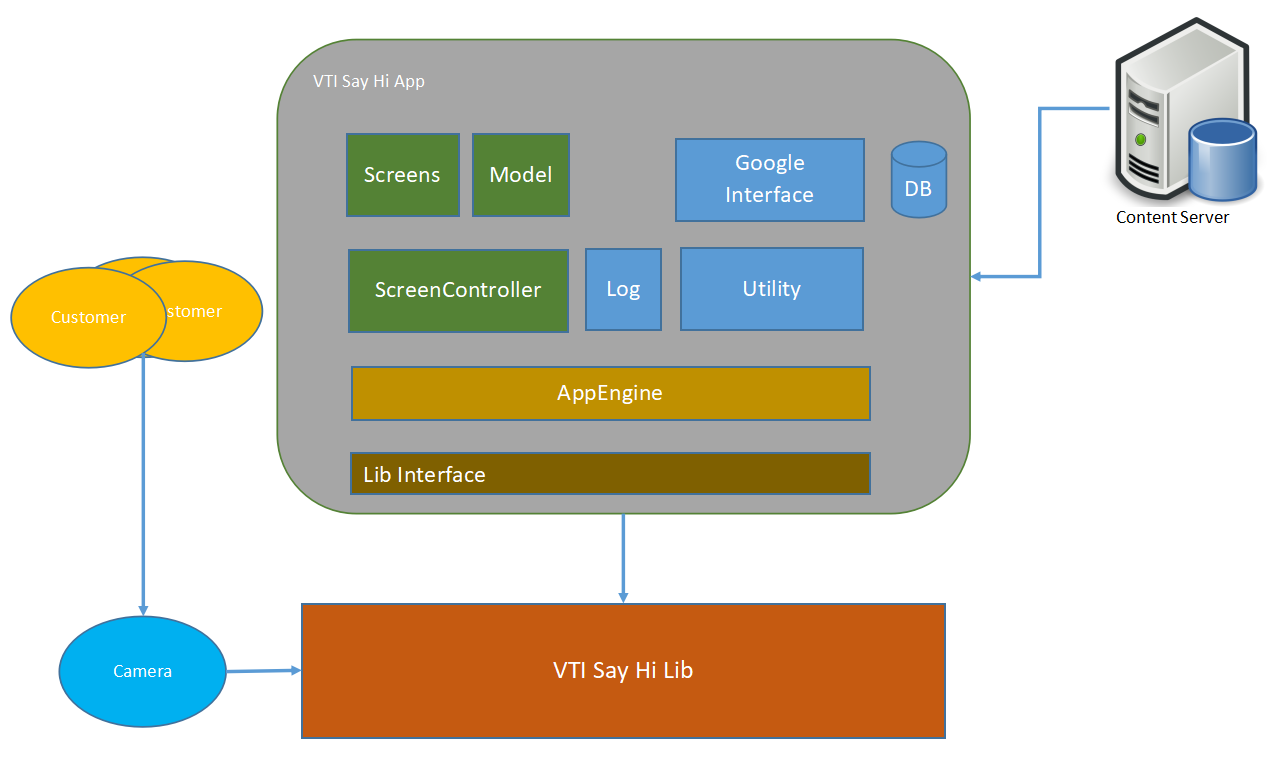 VTI Say Hi App
Screens
Model
Google
Interface
DB
Content Server
ScreenController
Log
Utility
Customer
stomer
AppEngine
Lib Interface
Camera
VTI Say Hi Lib